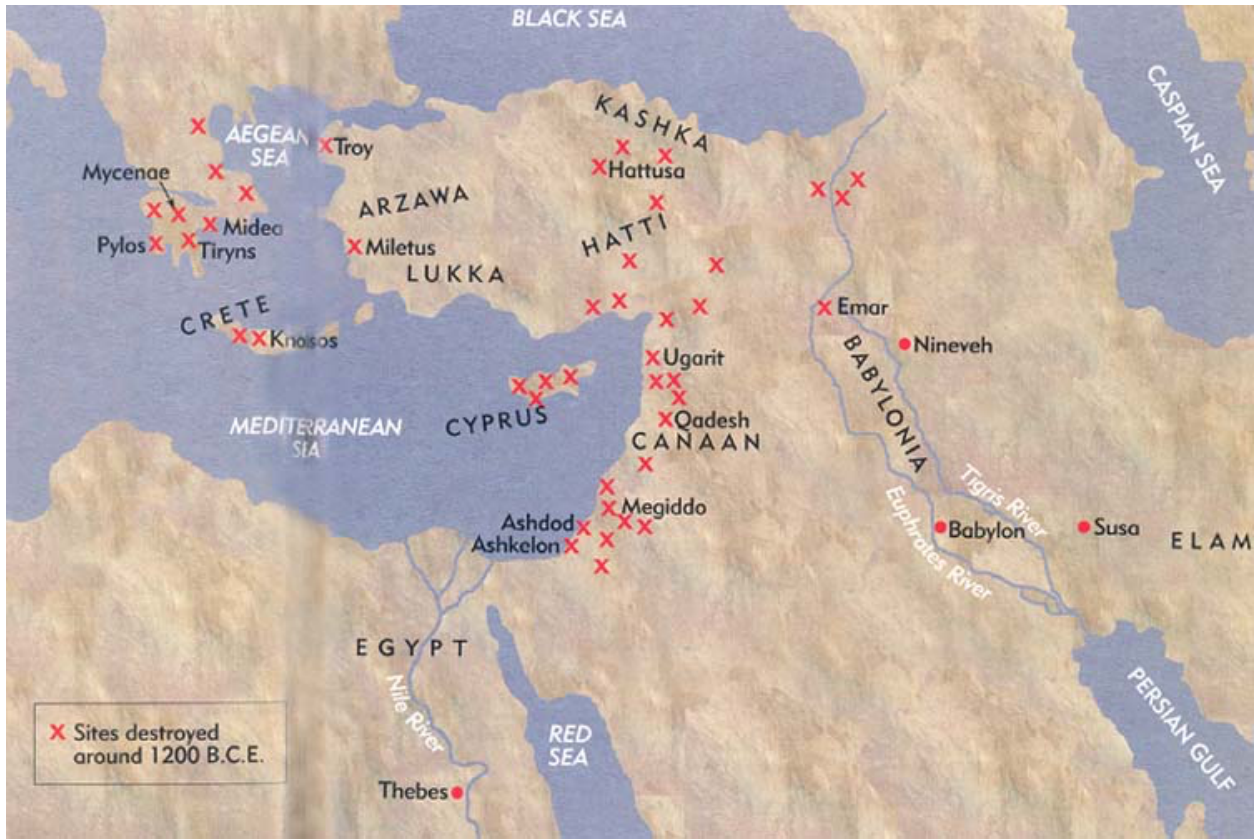 BLACK SEA
CASPIAN SEA
KASHKA
AEGEAN
SEA
Troy
Hattusa
Mycenae
ARZAWA
HATTI
Midea
Pylos
Tiryns
Miletus
LUKKA
CRETE
Knossos
Emar
Nineveh
Ugarit
BABYLONIA
CYPRUS
Qadesh
MEDITERRANEAN
SEA
CANAAN
Megiddo
Ashdod
Ashkelon
Tigris River
Euphrates River
Babylon
Susa
ELAM
EGYPT
Nile River
RED
SEA
PERSIAN GULF
X Sites destroyed
around 1200 B.C.E.
Thebes